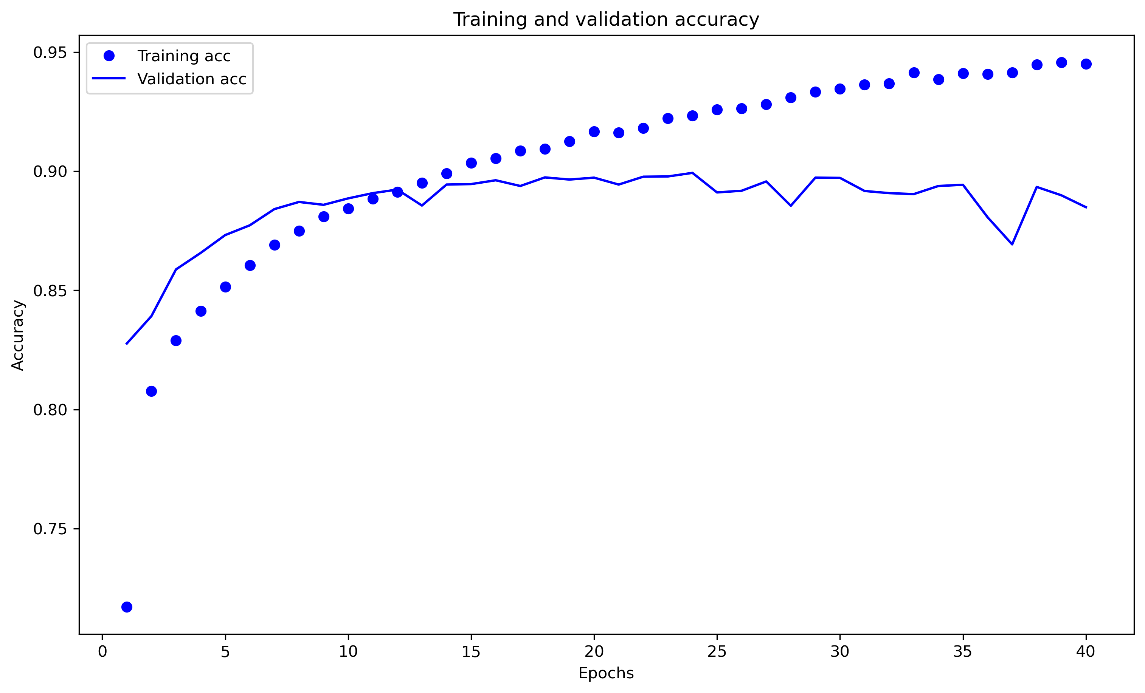 Training and validation accuracy
Training acc
Validation acc
0.95
0.90
0.85
0.80
0.75
Accuracy
0 5 10 15 20 25 30 35 40
Epochs